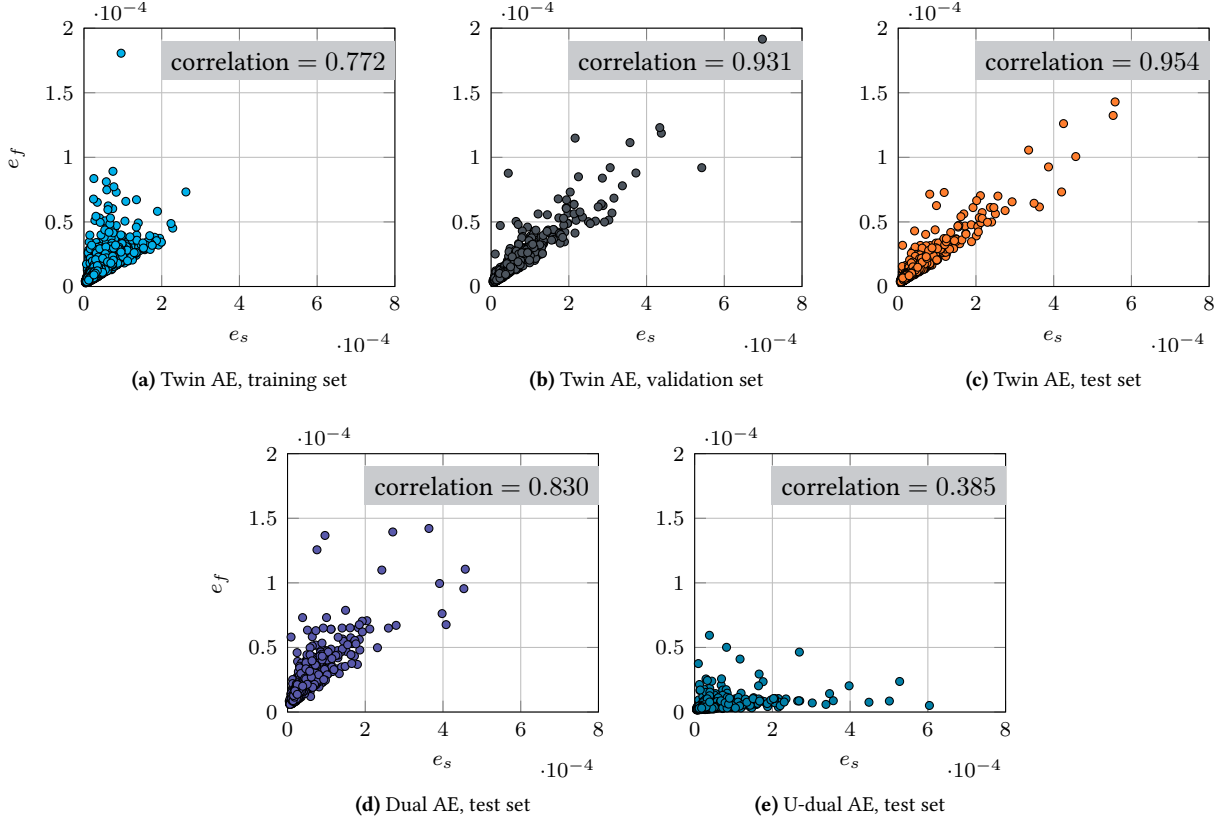 ·10⁻⁴
2
1.5
1
0.5
0
e_f
correlation = 0.772
0 2 4 6 8
e_s
·10⁻⁴
(a) Twin AE, training set
·10⁻⁴
2
1.5
1
0.5
0
correlation = 0.931
0 2 4 6 8
e_s
·10⁻⁴
(b) Twin AE, validation set
·10⁻⁴
2
1.5
1
0.5
0
correlation = 0.954
0 2 4 6 8
e_s
·10⁻⁴
(c) Twin AE, test set
·10⁻⁴
2
1.5
1
0.5
0
e_f
correlation = 0.830
0 2 4 6 8
e_s
·10⁻⁴
(d) Dual AE, test set
·10⁻⁴
2
1.5
1
0.5
0
correlation = 0.385
0 2 4 6 8
e_s
·10⁻⁴
(e) U-dual AE, test set